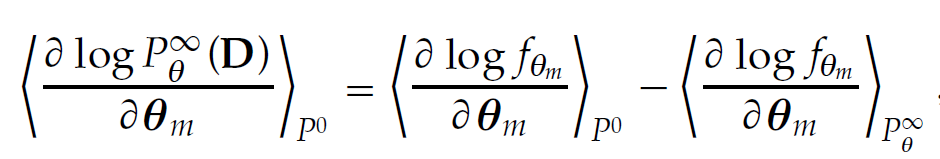 ⟨∂ log P_θ^∞(𝐃) / ∂𝛉_m⟩_{P^0} = ⟨∂ log f_{θ_m} / ∂𝛉_m⟩_{P^0} − ⟨∂ log f_{θ_m} / ∂𝛉_m⟩_{P_θ^∞}